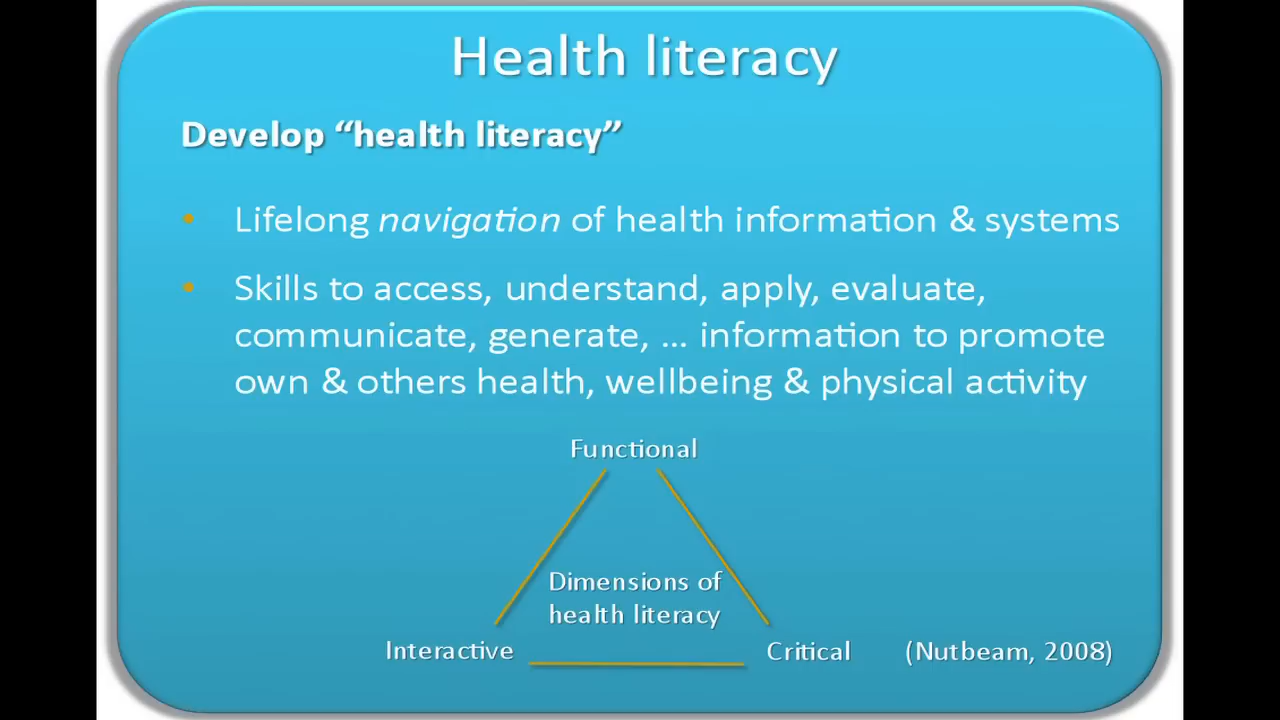 Health literacy
Develop “health literacy”
• Lifelong navigation of health information & systems
• Skills to access, understand, apply, evaluate,
communicate, generate, ... information to promote
own & others health, wellbeing & physical activity
Functional
Dimensions of
health literacy
Interactive
Critical
(Nutbeam, 2008)